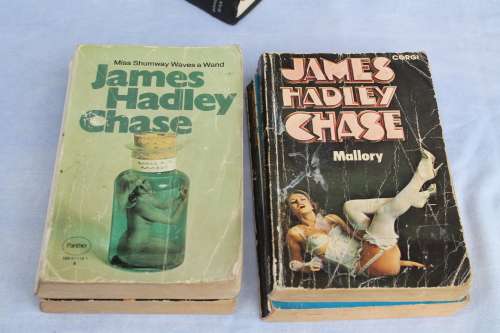 Miss Shumway Waves a Wand
James
Hadley
Chase
Panther
CORGI
JAMES
HADLEY
CHASE
Mallory